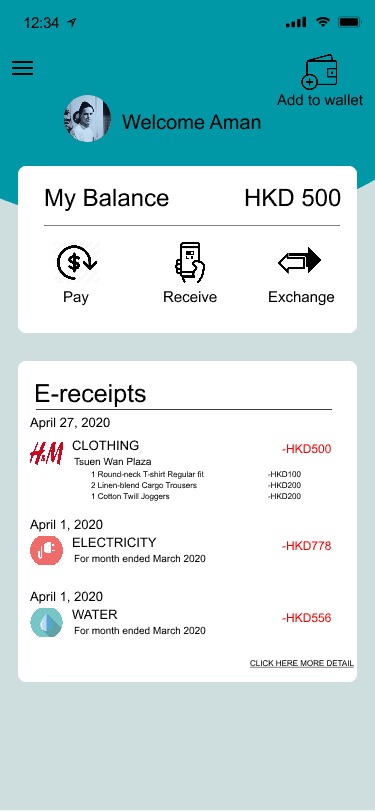 12:34
Add to wallet
Welcome Aman
My Balance HKD 500
Pay Receive Exchange
E-receipts
April 27, 2020
H&M CLOTHING -HKD500
Tsuen Wan Plaza
1 Round-neck T-shirt Regular fit -HKD100
2 Linen-blend Cargo Trousers -HKD200
1 Cotton Twill Joggers -HKD200
April 1, 2020
ELECTRICITY -HKD778
For month ended March 2020
April 1, 2020
WATER -HKD556
For month ended March 2020
CLICK HERE MORE DETAIL